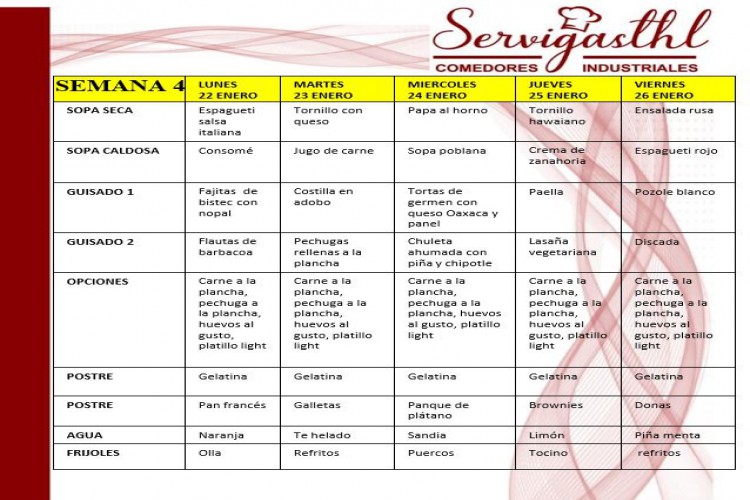 Servigasthl
COMEDORES INDUSTRIALES
SEMANA 4 LUNES MARTES MIERCOLES JUEVES VIERNES
22 ENERO 23 ENERO 24 ENERO 25 ENERO 26 ENERO
SOPA SECA Espagueti Tornillo con Papa al horno Tornillo Ensalada rusa
salsa queso hawaiano
italiana
SOPA CALDOSA Consomé Jugo de carne Sopa poblana Crema de Espagueti rojo
zanahoria
GUISADO 1 Fajitas de Costilla en Tortas de Paella Pozole blanco
bistec con adobo germen con
nopal queso Oaxaca y
panel
GUISADO 2 Flautas de Pechugas Chuleta Lasaña Discada
barbacoa rellenas a la ahumada con vegetariana
plancha piña y chipotle
OPCIONES Carne a la Carne a la Carne a la Carne a la Carne a la
plancha, plancha, plancha, plancha, plancha,
pechuga a pechuga a la pechuga a la pechuga a la pechuga a la
la plancha, plancha, huevos plancha, huevos plancha, huevos plancha,
huevos al al gusto, platillo al gusto, platillo al gusto, platillo huevos al
gusto, light light light gusto, platillo
platillo light light
POSTRE Gelatina Gelatina Gelatina Gelatina Gelatina
POSTRE Pan francés Galletas Panque de Brownies Donas
plátano
AGUA Naranja Te helado Sandia Limón Piña menta
FRIJOLES Olla Refritos Puercos Tocino refritos